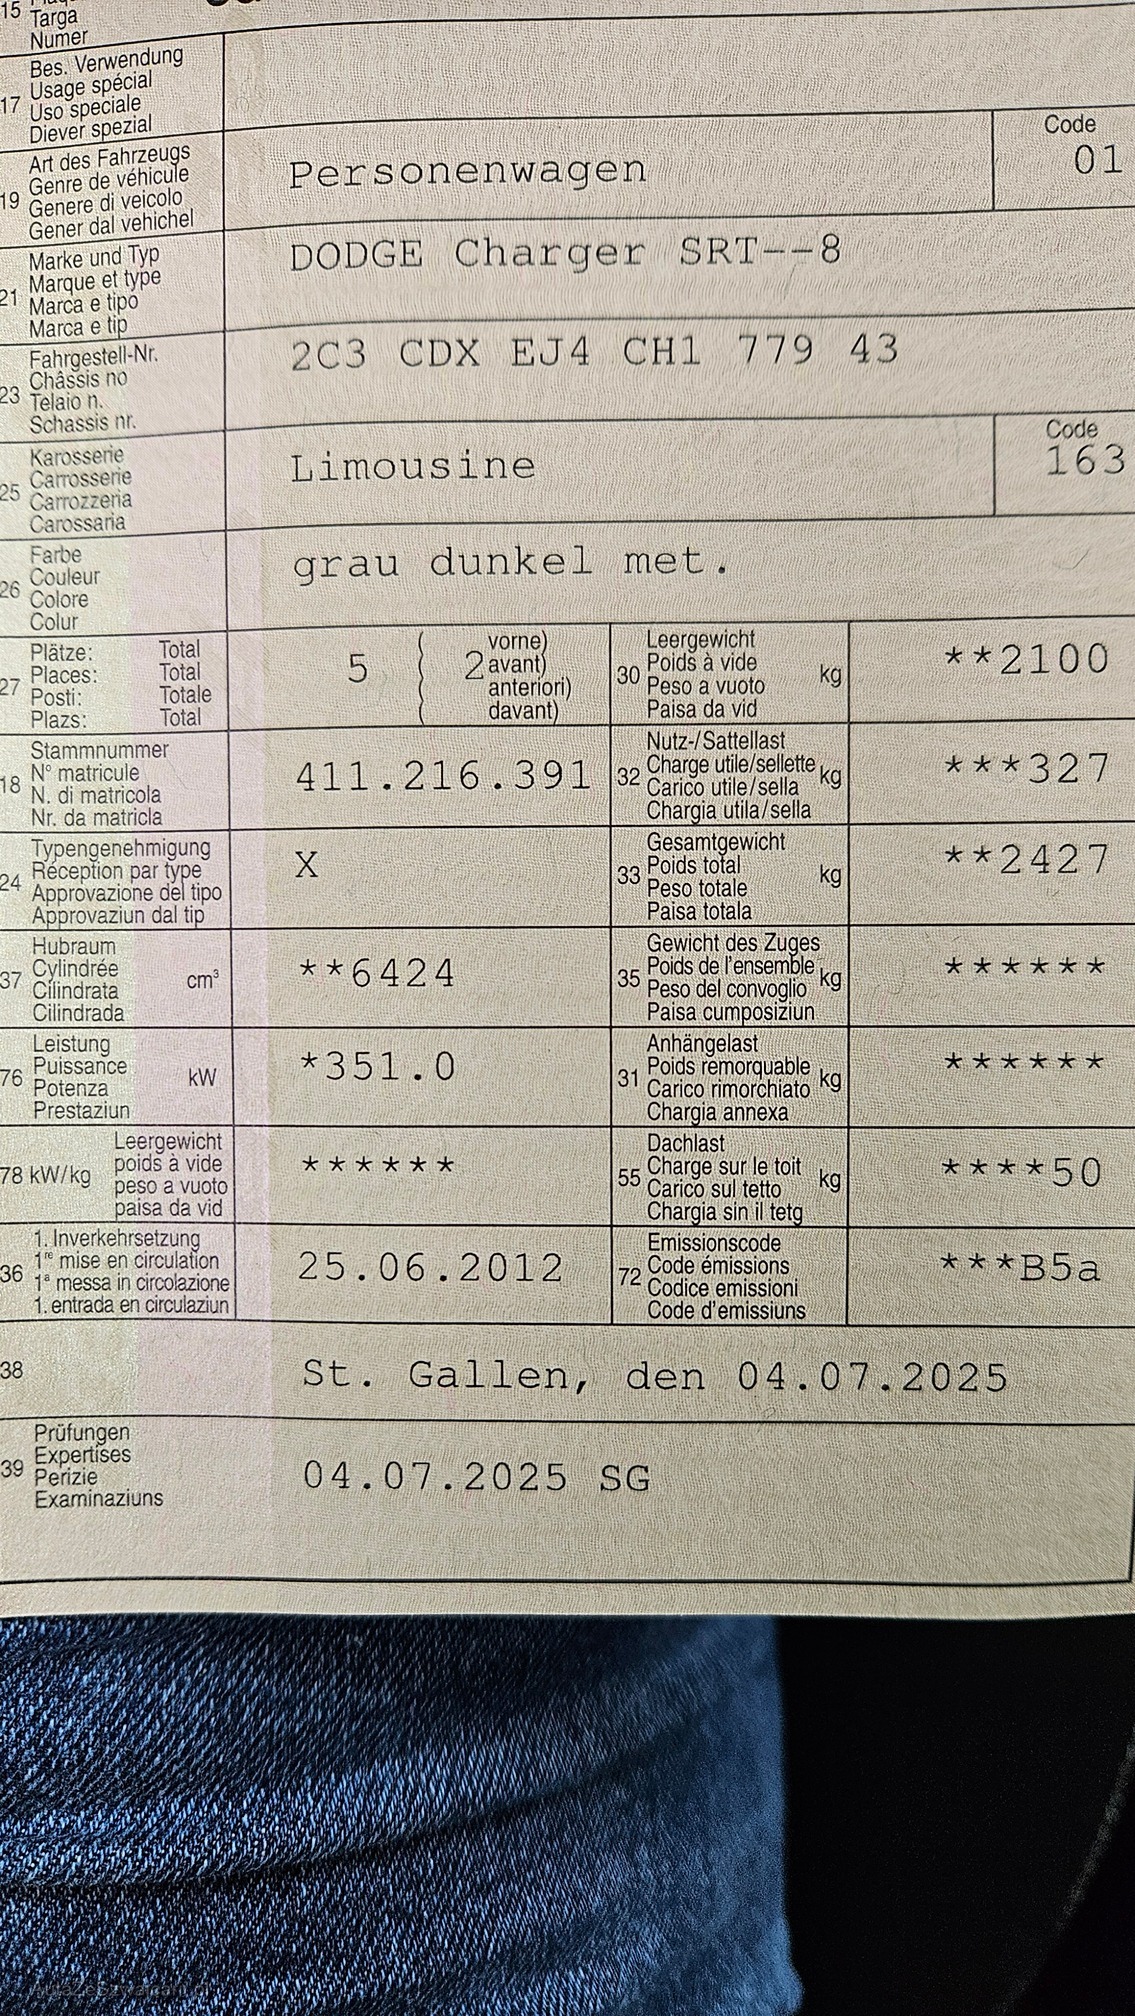 15 Targa
Numer
17 Bes. Verwendung
Usage spécial
Uso speciale
Diever spezial
19 Art des Fahrzeugs
Genre de véhicule
Genere di veicolo
Gener dal vehichel
Personenwagen
Code
01
21 Marke und Typ
Marque et type
Marca e tipo
Marca e tip
DODGE Charger SRT--8
23 Fahrgestell-Nr.
Châssis no
Telaio n.
Schassis nr.
2C3 CDX EJ4 CH1 779 43
25 Karosserie
Carrosserie
Carrozzeria
Carossaria
Limousine
Code
163
26 Farbe
Couleur
Colore
Colur
grau dunkel met.
27 Plätze: Total
Places: Total
Posti: Totale
Plazs: Total
5 2 vorne)
avant)
anteriori)
davant)
30 Leergewicht
Poids à vide kg
Peso a vuoto
Paisa da vid
**2100
18 Stammnummer
N° matricule
N. di matricola
Nr. da matricla
411.216.391
32 Nutz-/Sattellast
Charge utile/sellette kg
Carico utile/sella
Chargia utila/sella
***327
24 Typengenehmigung
Réception par type
Approvazione del tipo
Approvaziun dal tip
X
33 Gesamtgewicht
Poids total kg
Peso totale
Paisa totala
**2427
37 Hubraum
Cylindrée cm³
Cilindrata
Cilindrada
**6424
35 Gewicht des Zuges
Poids de l'ensemble kg
Peso del convoglio
Paisa cumposiziun
******
76 Leistung
Puissance kW
Potenza
Prestaziun
*351.0
31 Anhängelast
Poids remorquable kg
Carico rimorchiato
Chargia annexa
******
78 kW/kg Leergewicht
poids à vide
peso a vuoto
paisa da vid
******
55 Dachlast
Charge sur le toit kg
Carico sul tetto
Chargia sin il tetg
****50
36 1. Inverkehrsetzung
1re mise en circulation
1a messa in circolazione
1. entrada en circulaziun
25.06.2012
72 Emissionscode
Code émissions
Codice emissioni
Code d'emissiuns
***B5a
38 St. Gallen, den 04.07.2025
39 Prüfungen
Expertises
Perizie
Examinaziuns
04.07.2025 SG